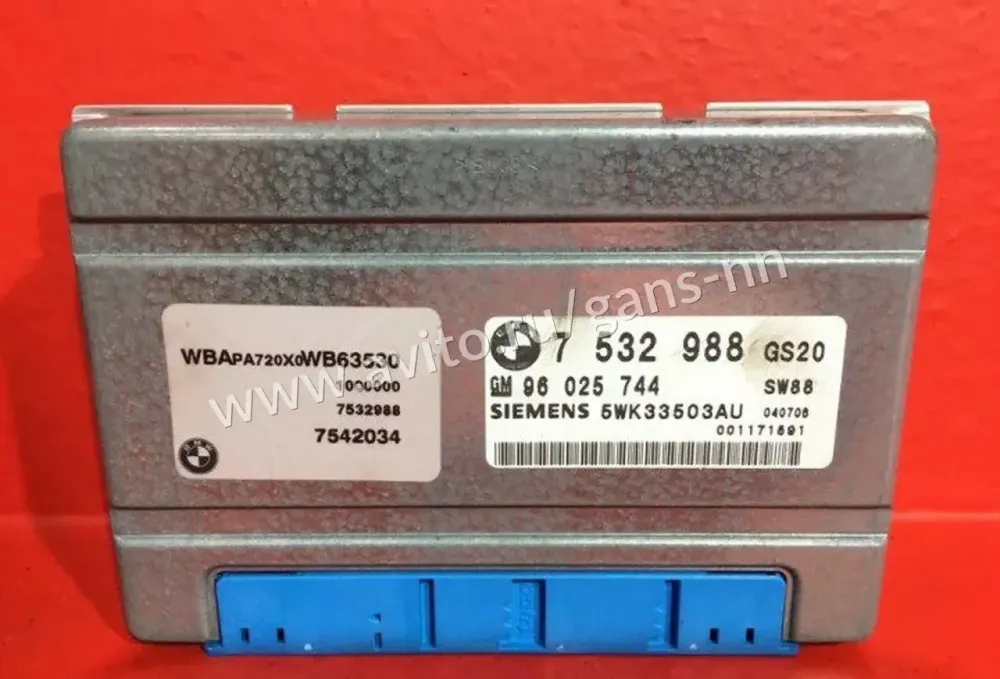 WBAPA720X0WB63530
1000000
7532988
7542034
7 532 988 GS20
GM 96 025 744 SW88
SIEMENS 5WK33503AU 040706
001171691
www.avito.ru/gans-nn